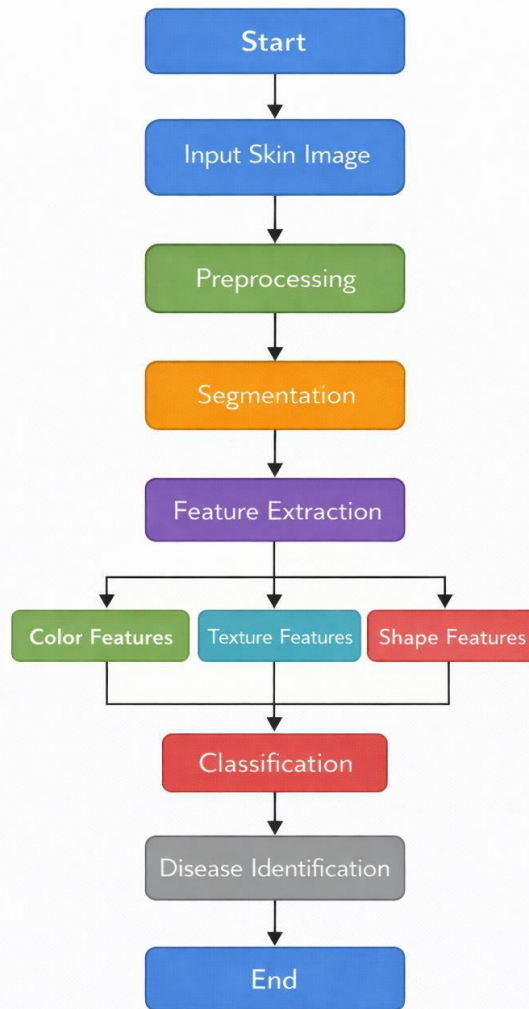 Start
Input Skin Image
Preprocessing
Segmentation
Feature Extraction
Color Features
Texture Features
Shape Features
Classification
Disease Identification
End